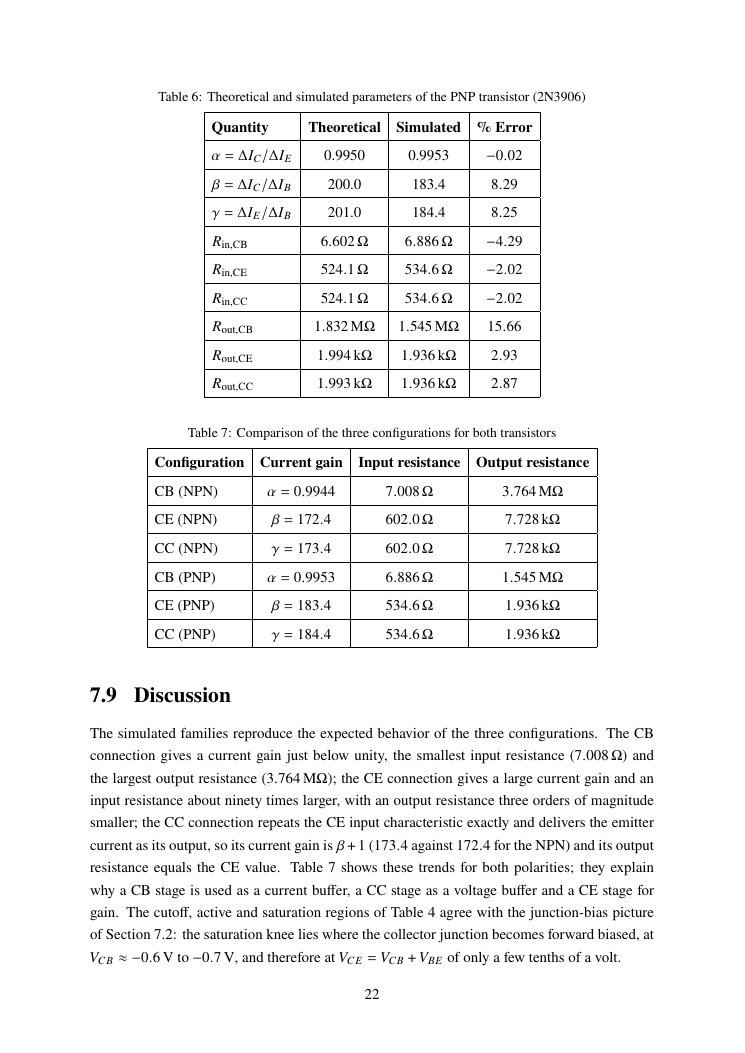 Table 6: Theoretical and simulated parameters of the PNP transistor (2N3906)
Quantity Theoretical Simulated % Error
α = ΔI_C/ΔI_E 0.9950 0.9953 −0.02
β = ΔI_C/ΔI_B 200.0 183.4 8.29
γ = ΔI_E/ΔI_B 201.0 184.4 8.25
R_in,CB 6.602 Ω 6.886 Ω −4.29
R_in,CE 524.1 Ω 534.6 Ω −2.02
R_in,CC 524.1 Ω 534.6 Ω −2.02
R_out,CB 1.832 MΩ 1.545 MΩ 15.66
R_out,CE 1.994 kΩ 1.936 kΩ 2.93
R_out,CC 1.993 kΩ 1.936 kΩ 2.87
Table 7: Comparison of the three configurations for both transistors
Configuration Current gain Input resistance Output resistance
CB (NPN) α = 0.9944 7.008 Ω 3.764 MΩ
CE (NPN) β = 172.4 602.0 Ω 7.728 kΩ
CC (NPN) γ = 173.4 602.0 Ω 7.728 kΩ
CB (PNP) α = 0.9953 6.886 Ω 1.545 MΩ
CE (PNP) β = 183.4 534.6 Ω 1.936 kΩ
CC (PNP) γ = 184.4 534.6 Ω 1.936 kΩ
7.9 Discussion
The simulated families reproduce the expected behavior of the three configurations. The CB
connection gives a current gain just below unity, the smallest input resistance (7.008 Ω) and
the largest output resistance (3.764 MΩ); the CE connection gives a large current gain and an
input resistance about ninety times larger, with an output resistance three orders of magnitude
smaller; the CC connection repeats the CE input characteristic exactly and delivers the emitter
current as its output, so its current gain is β + 1 (173.4 against 172.4 for the NPN) and its output
resistance equals the CE value. Table 7 shows these trends for both polarities; they explain
why a CB stage is used as a current buffer, a CC stage as a voltage buffer and a CE stage for
gain. The cutoff, active and saturation regions of Table 4 agree with the junction-bias picture
of Section 7.2: the saturation knee lies where the collector junction becomes forward biased, at
V_CB ≈ −0.6 V to −0.7 V, and therefore at V_CE = V_CB + V_BE of only a few tenths of a volt.
22